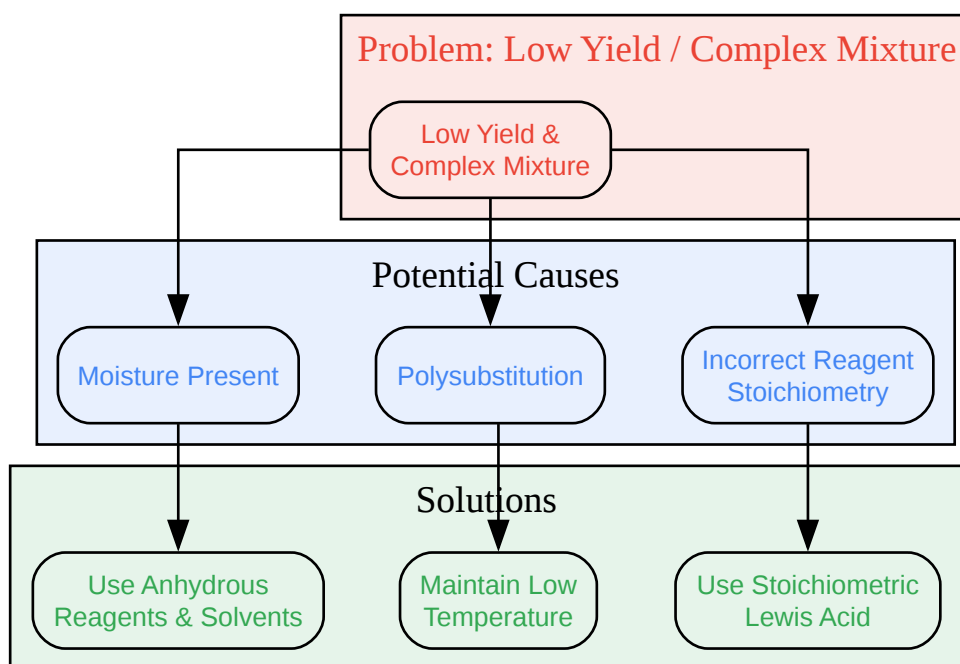 Problem: Low Yield / Complex Mixture
Low Yield &
Complex Mixture
Potential Causes
Moisture Present
Polysubstitution
Incorrect Reagent
Stoichiometry
Solutions
Use Anhydrous
Reagents & Solvents
Maintain Low
Temperature
Use Stoichiometric
Lewis Acid